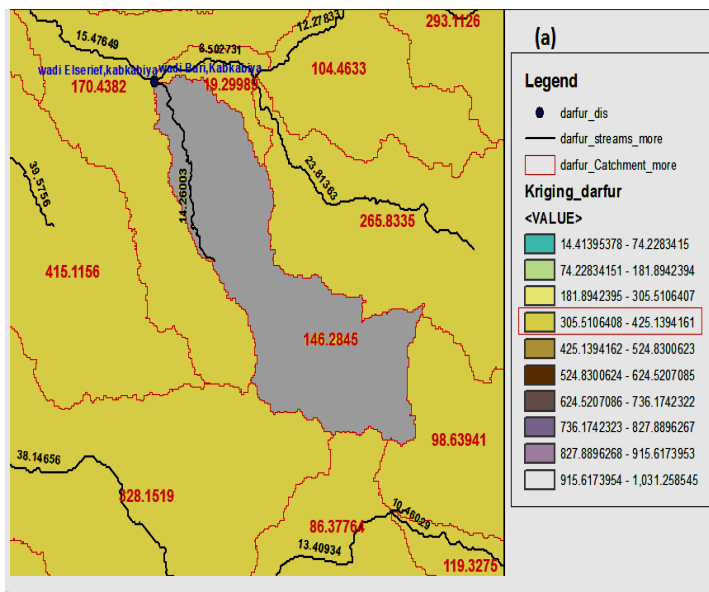 293.1126
12.27833
15.47649
8.502731
wadi Elserief,kabkabiya
wadi Bari,Kabkabiya
104.4633
170.4382
19.29988
39.5756
23.81363
14.26003
265.8335
415.1156
146.2845
98.63941
38.14656
328.1519
10.46029
86.37764
13.40934
119.3275
(a)
Legend
darfur_dis
darfur_streams_more
darfur_Catchment_more
Kriging_darfur
<VALUE>
14.41395378 - 74.2283415
74.22834151 - 181.8942394
181.8942395 - 305.5106407
305.5106408 - 425.1394161
425.1394162 - 524.8300623
524.8300624 - 624.5207085
624.5207086 - 736.1742322
736.1742323 - 827.8896267
827.8896268 - 915.6173953
915.6173954 - 1,031.258545